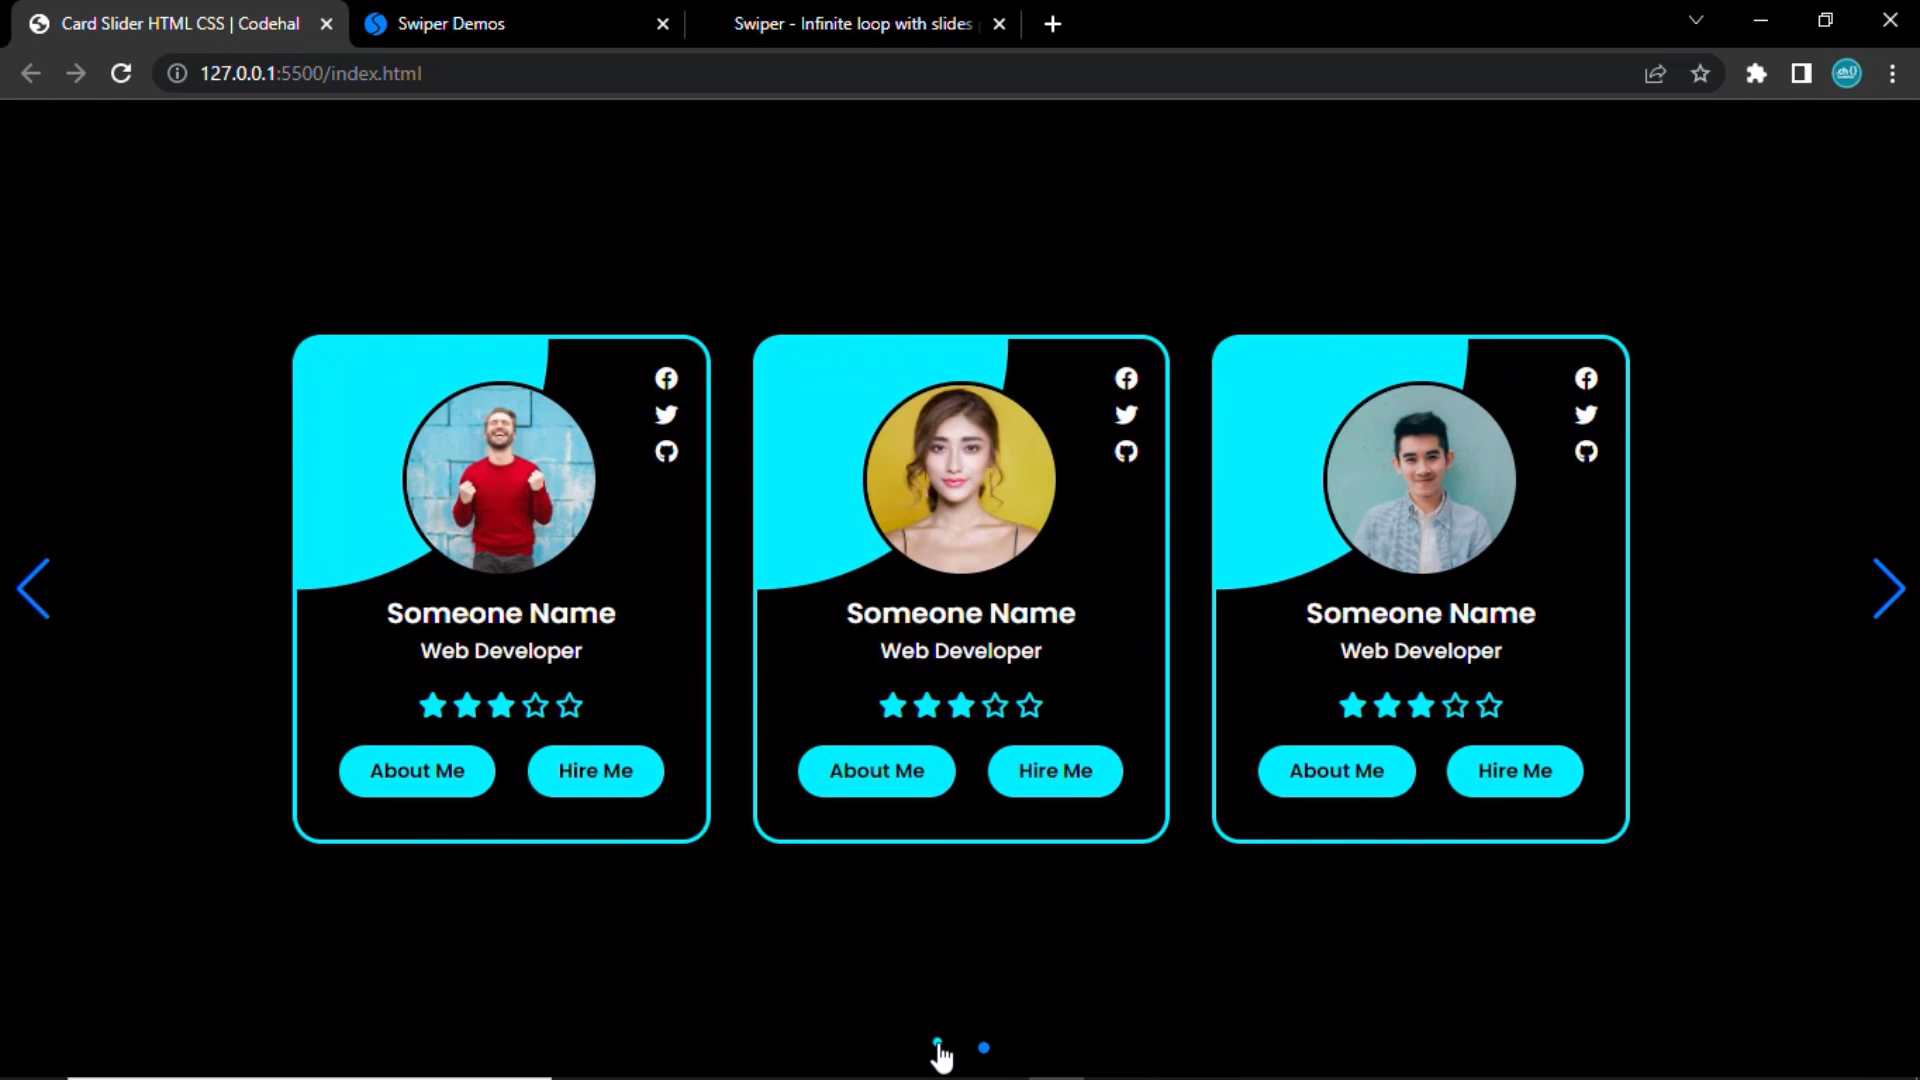 Card Slider HTML CSS | Codehal
Swiper Demos
Swiper - Infinite loop with slides
127.0.0.1:5500/index.html
Someone Name
Web Developer
About Me
Hire Me
Someone Name
Web Developer
About Me
Hire Me
Someone Name
Web Developer
About Me
Hire Me